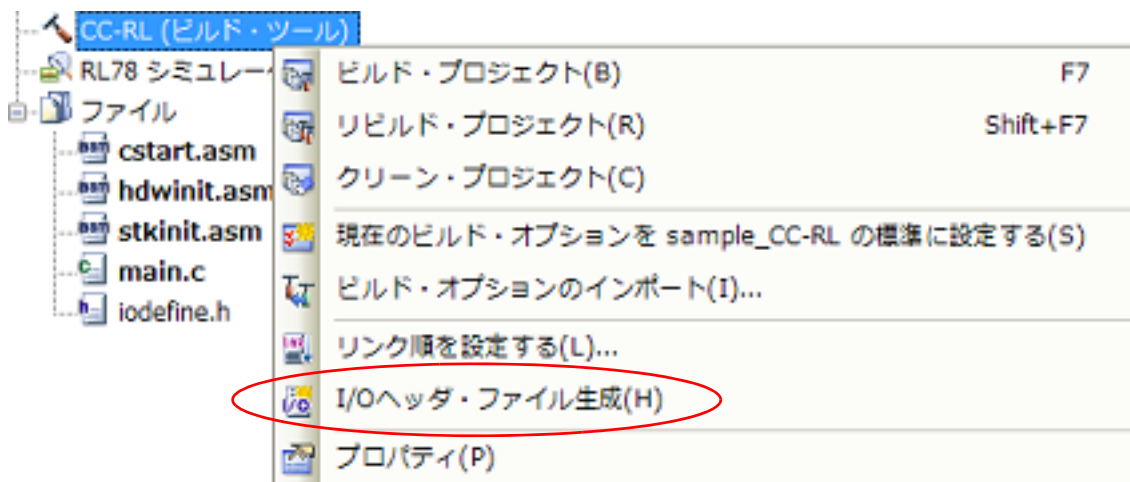 CC-RL (ビルド・ツール)
RL78 シミュレー
ファイル
cstart.asm
hdwinit.asm
stkinit.asm
main.c
iodefine.h
ビルド・プロジェクト(B) F7
リビルド・プロジェクト(R) Shift+F7
クリーン・プロジェクト(C)
現在のビルド・オプションを sample_CC-RL の標準に設定する(S)
ビルド・オプションのインポート(I)...
リンク順を設定する(L)...
I/Oヘッダ・ファイル生成(H)
プロパティ(P)